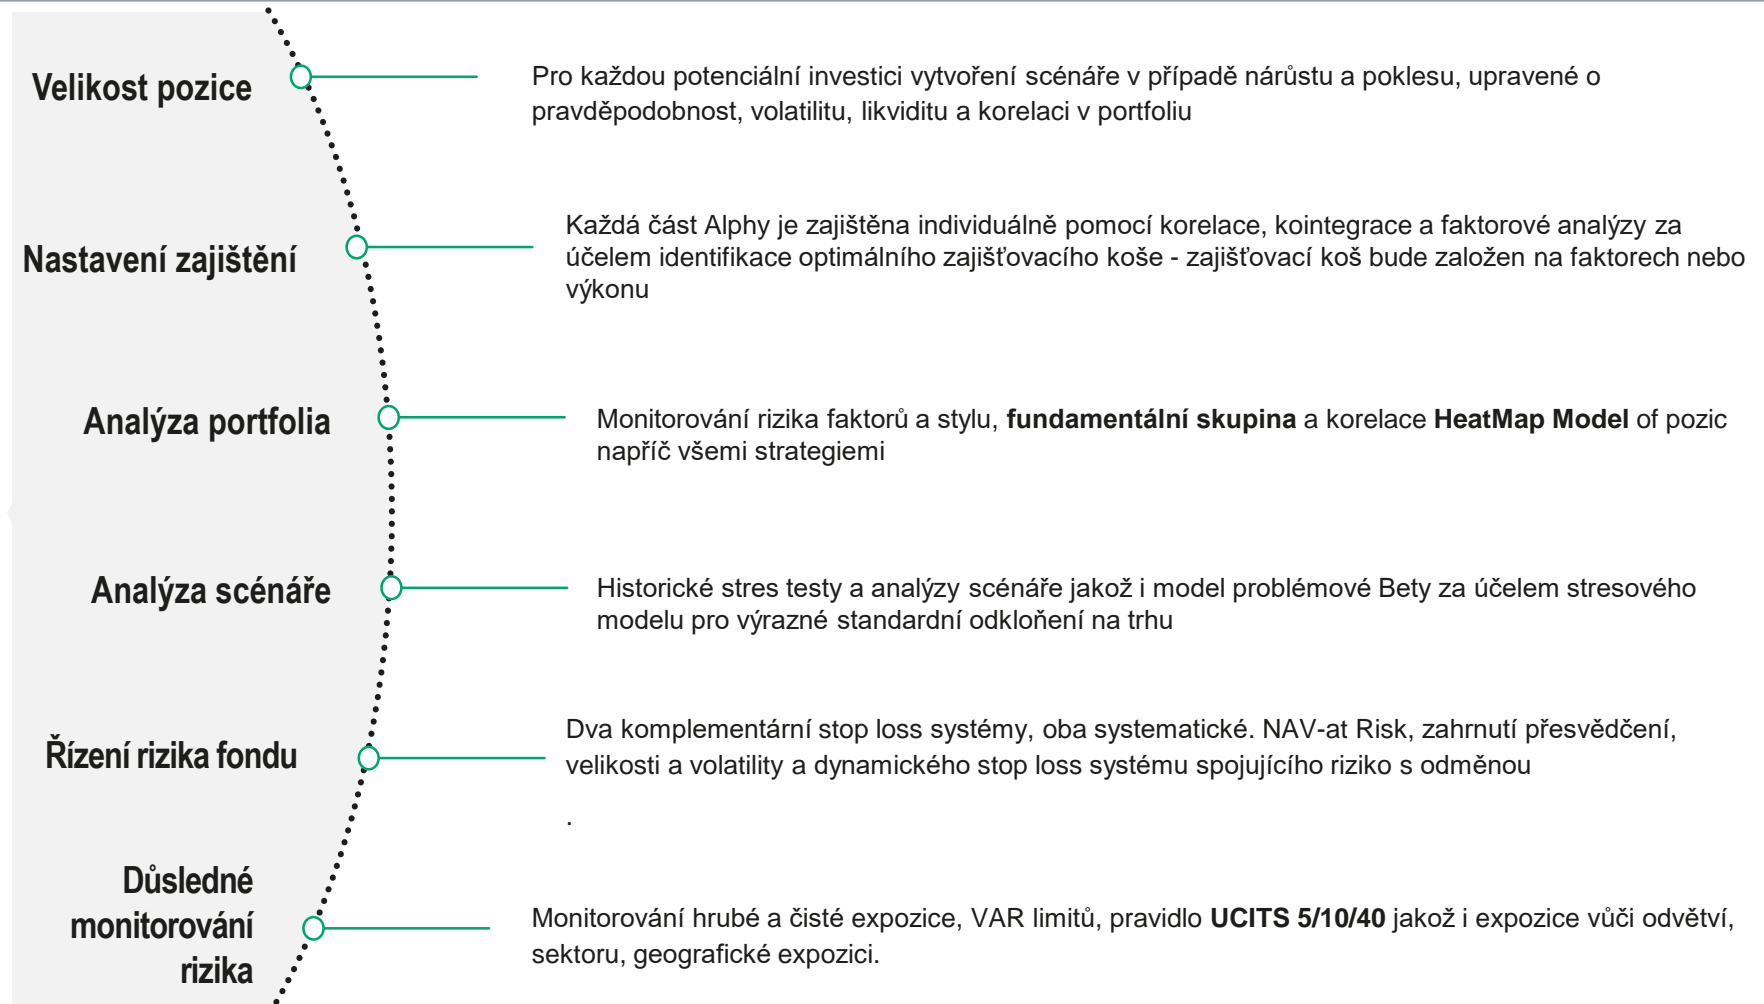 Velikost pozice
Pro každou potenciální investici vytvoření scénáře v případě nárůstu a poklesu, upravené o
pravděpodobnost, volatilitu, likviditu a korelaci v portfoliu
Nastavení zajištění
Každá část Alphy je zajištěna individuálně pomocí korelace, kointegrace a faktorové analýzy za
účelem identifikace optimálního zajišťovacího koše - zajišťovací koš bude založen na faktorech nebo
výkonu
Analýza portfolia
Monitorování rizika faktorů a stylu, fundamentální skupina a korelace HeatMap Model of pozic
napříč všemi strategiemi
Analýza scénáře
Historické stres testy a analýzy scénáře jakož i model problémové Bety za účelem stresového
modelu pro výrazné standardní odkloňení na trhu
Řízení rizika fondu
Dva komplementární stop loss systémy, oba systematické. NAV-at Risk, zahrnutí přesvědčení,
velikosti a volatility a dynamického stop loss systému spojujícího riziko s odměnou
.
Důsledné
monitorování
rizika
Monitorování hrubé a čisté expozice, VAR limitů, pravidlo UCITS 5/10/40 jakož i expozice vůči odvětví,
sektoru, geografické expozici.